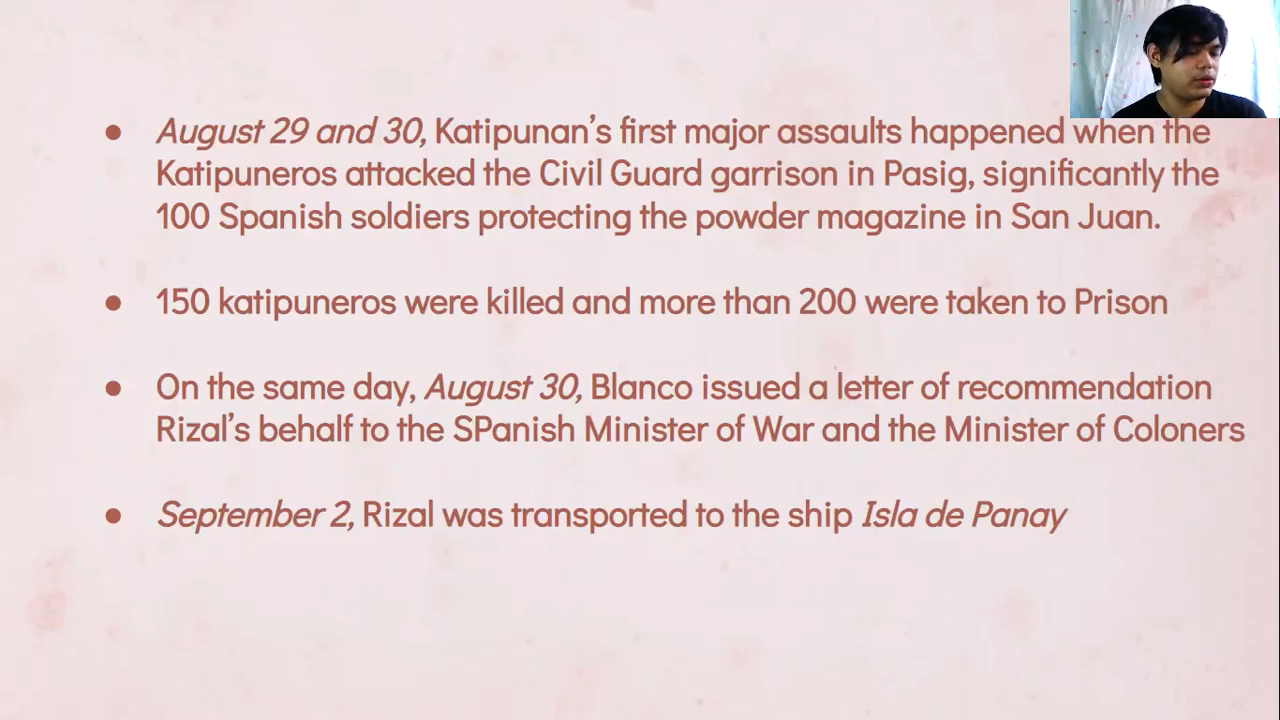 ● August 29 and 30, Katipunan's first major assaults happened when the
Katipuneros attacked the Civil Guard garrison in Pasig, significantly the
100 Spanish soldiers protecting the powder magazine in San Juan.
● 150 katipuneros were killed and more than 200 were taken to Prison
● On the same day, August 30, Blanco issued a letter of recommendation
Rizal's behalf to the SPanish Minister of War and the Minister of Coloners
● September 2, Rizal was transported to the ship Isla de Panay